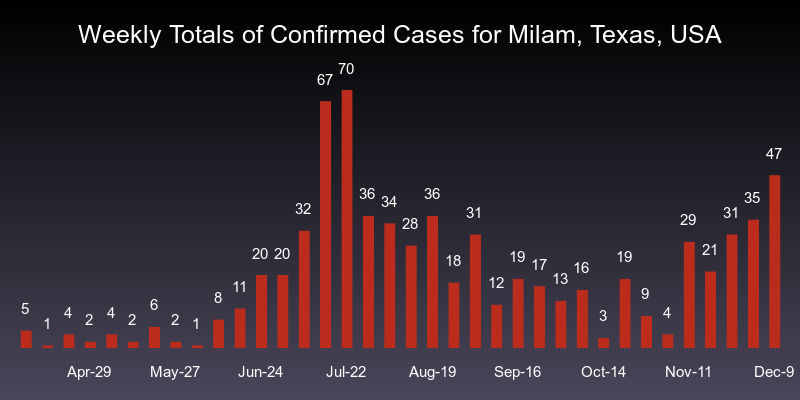 Weekly Totals of Confirmed Cases for Milam, Texas, USA
5 1 4 2 4 2 6 2 1 8 11 20 20 32 67 70 36 34 28 36 18 31 12 19 17 13 16 3 19 9 4 29 21 31 35 47
Apr-29 May-27 Jun-24 Jul-22 Aug-19 Sep-16 Oct-14 Nov-11 Dec-9